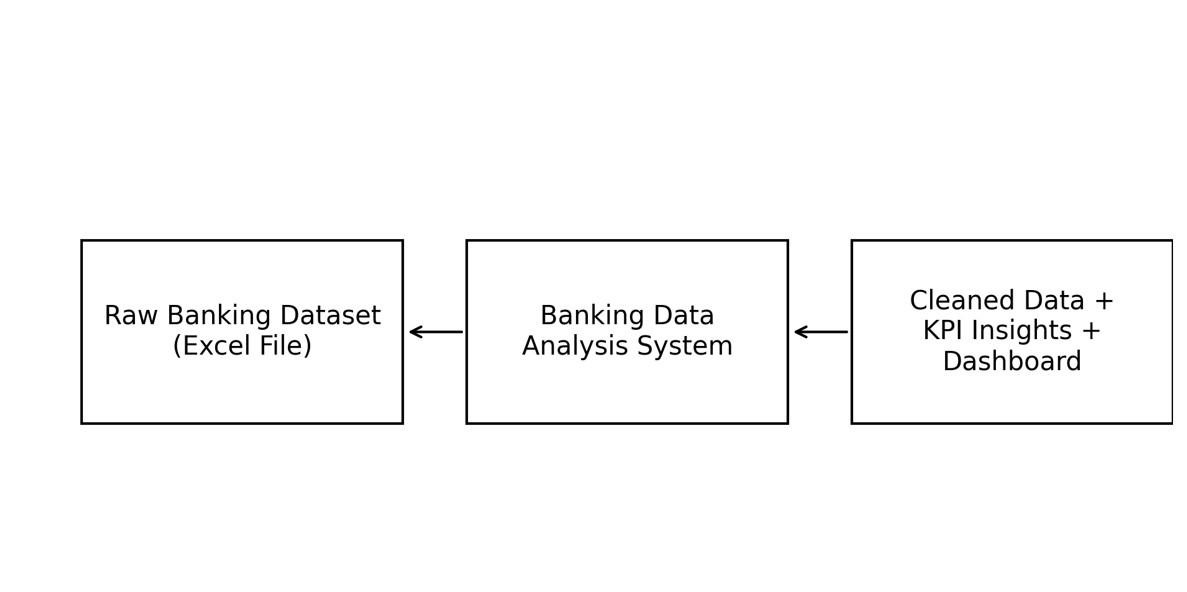 Raw Banking Dataset
(Excel File)
Banking Data
Analysis System
Cleaned Data +
KPI Insights +
Dashboard